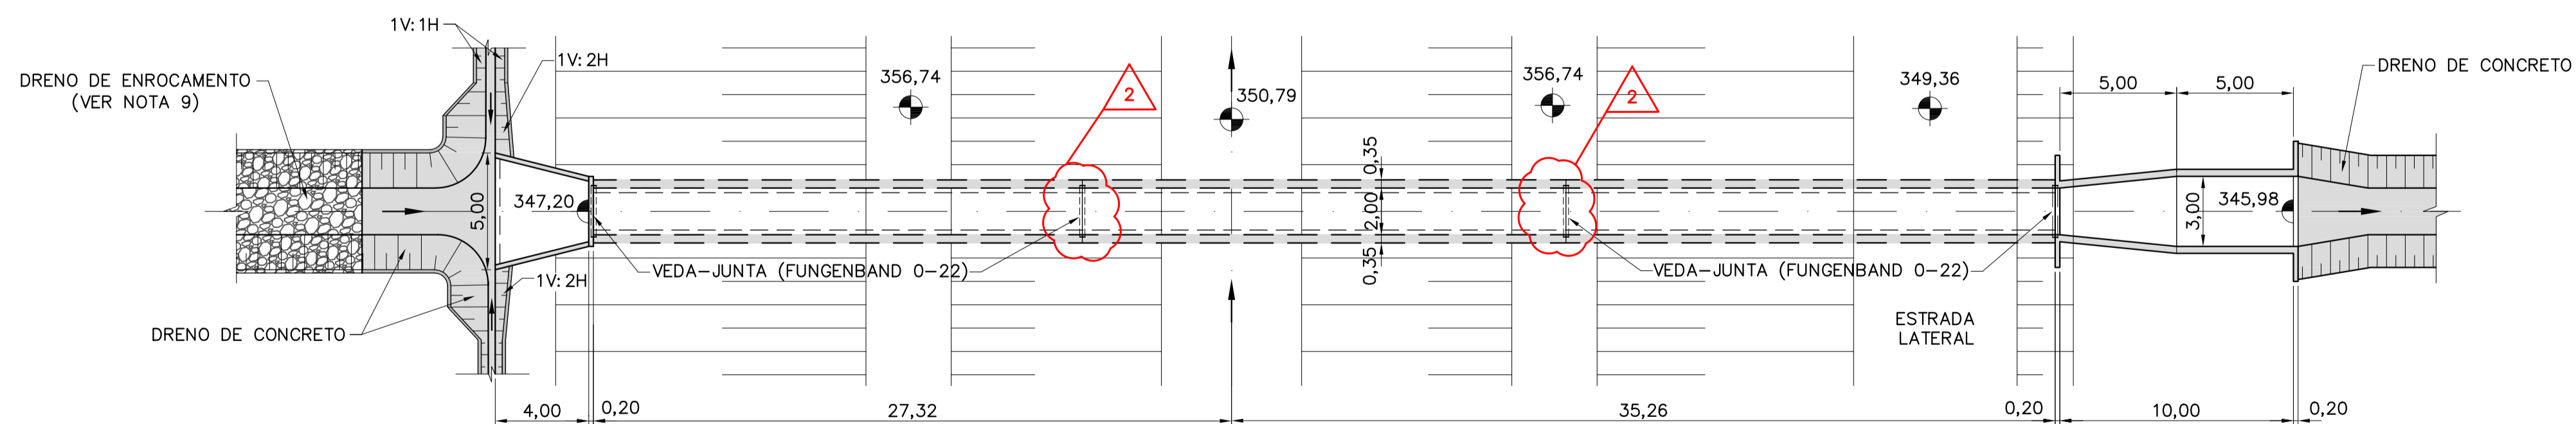 1V:1H
DRENO DE ENROCAMENTO
(VER NOTA 9)
1V:2H
356,74
2
350,79
356,74
2
349,36
5,00
5,00
DRENO DE CONCRETO
5,00
347,20
0,35
2,00
0,35
3,00
345,98
1V:2H
VEDA-JUNTA (FUNGENBAND 0-22)
VEDA-JUNTA (FUNGENBAND 0-22)
DRENO DE CONCRETO
ESTRADA
LATERAL
4,00
0,20
27,32
35,26
0,20
10,00
0,20